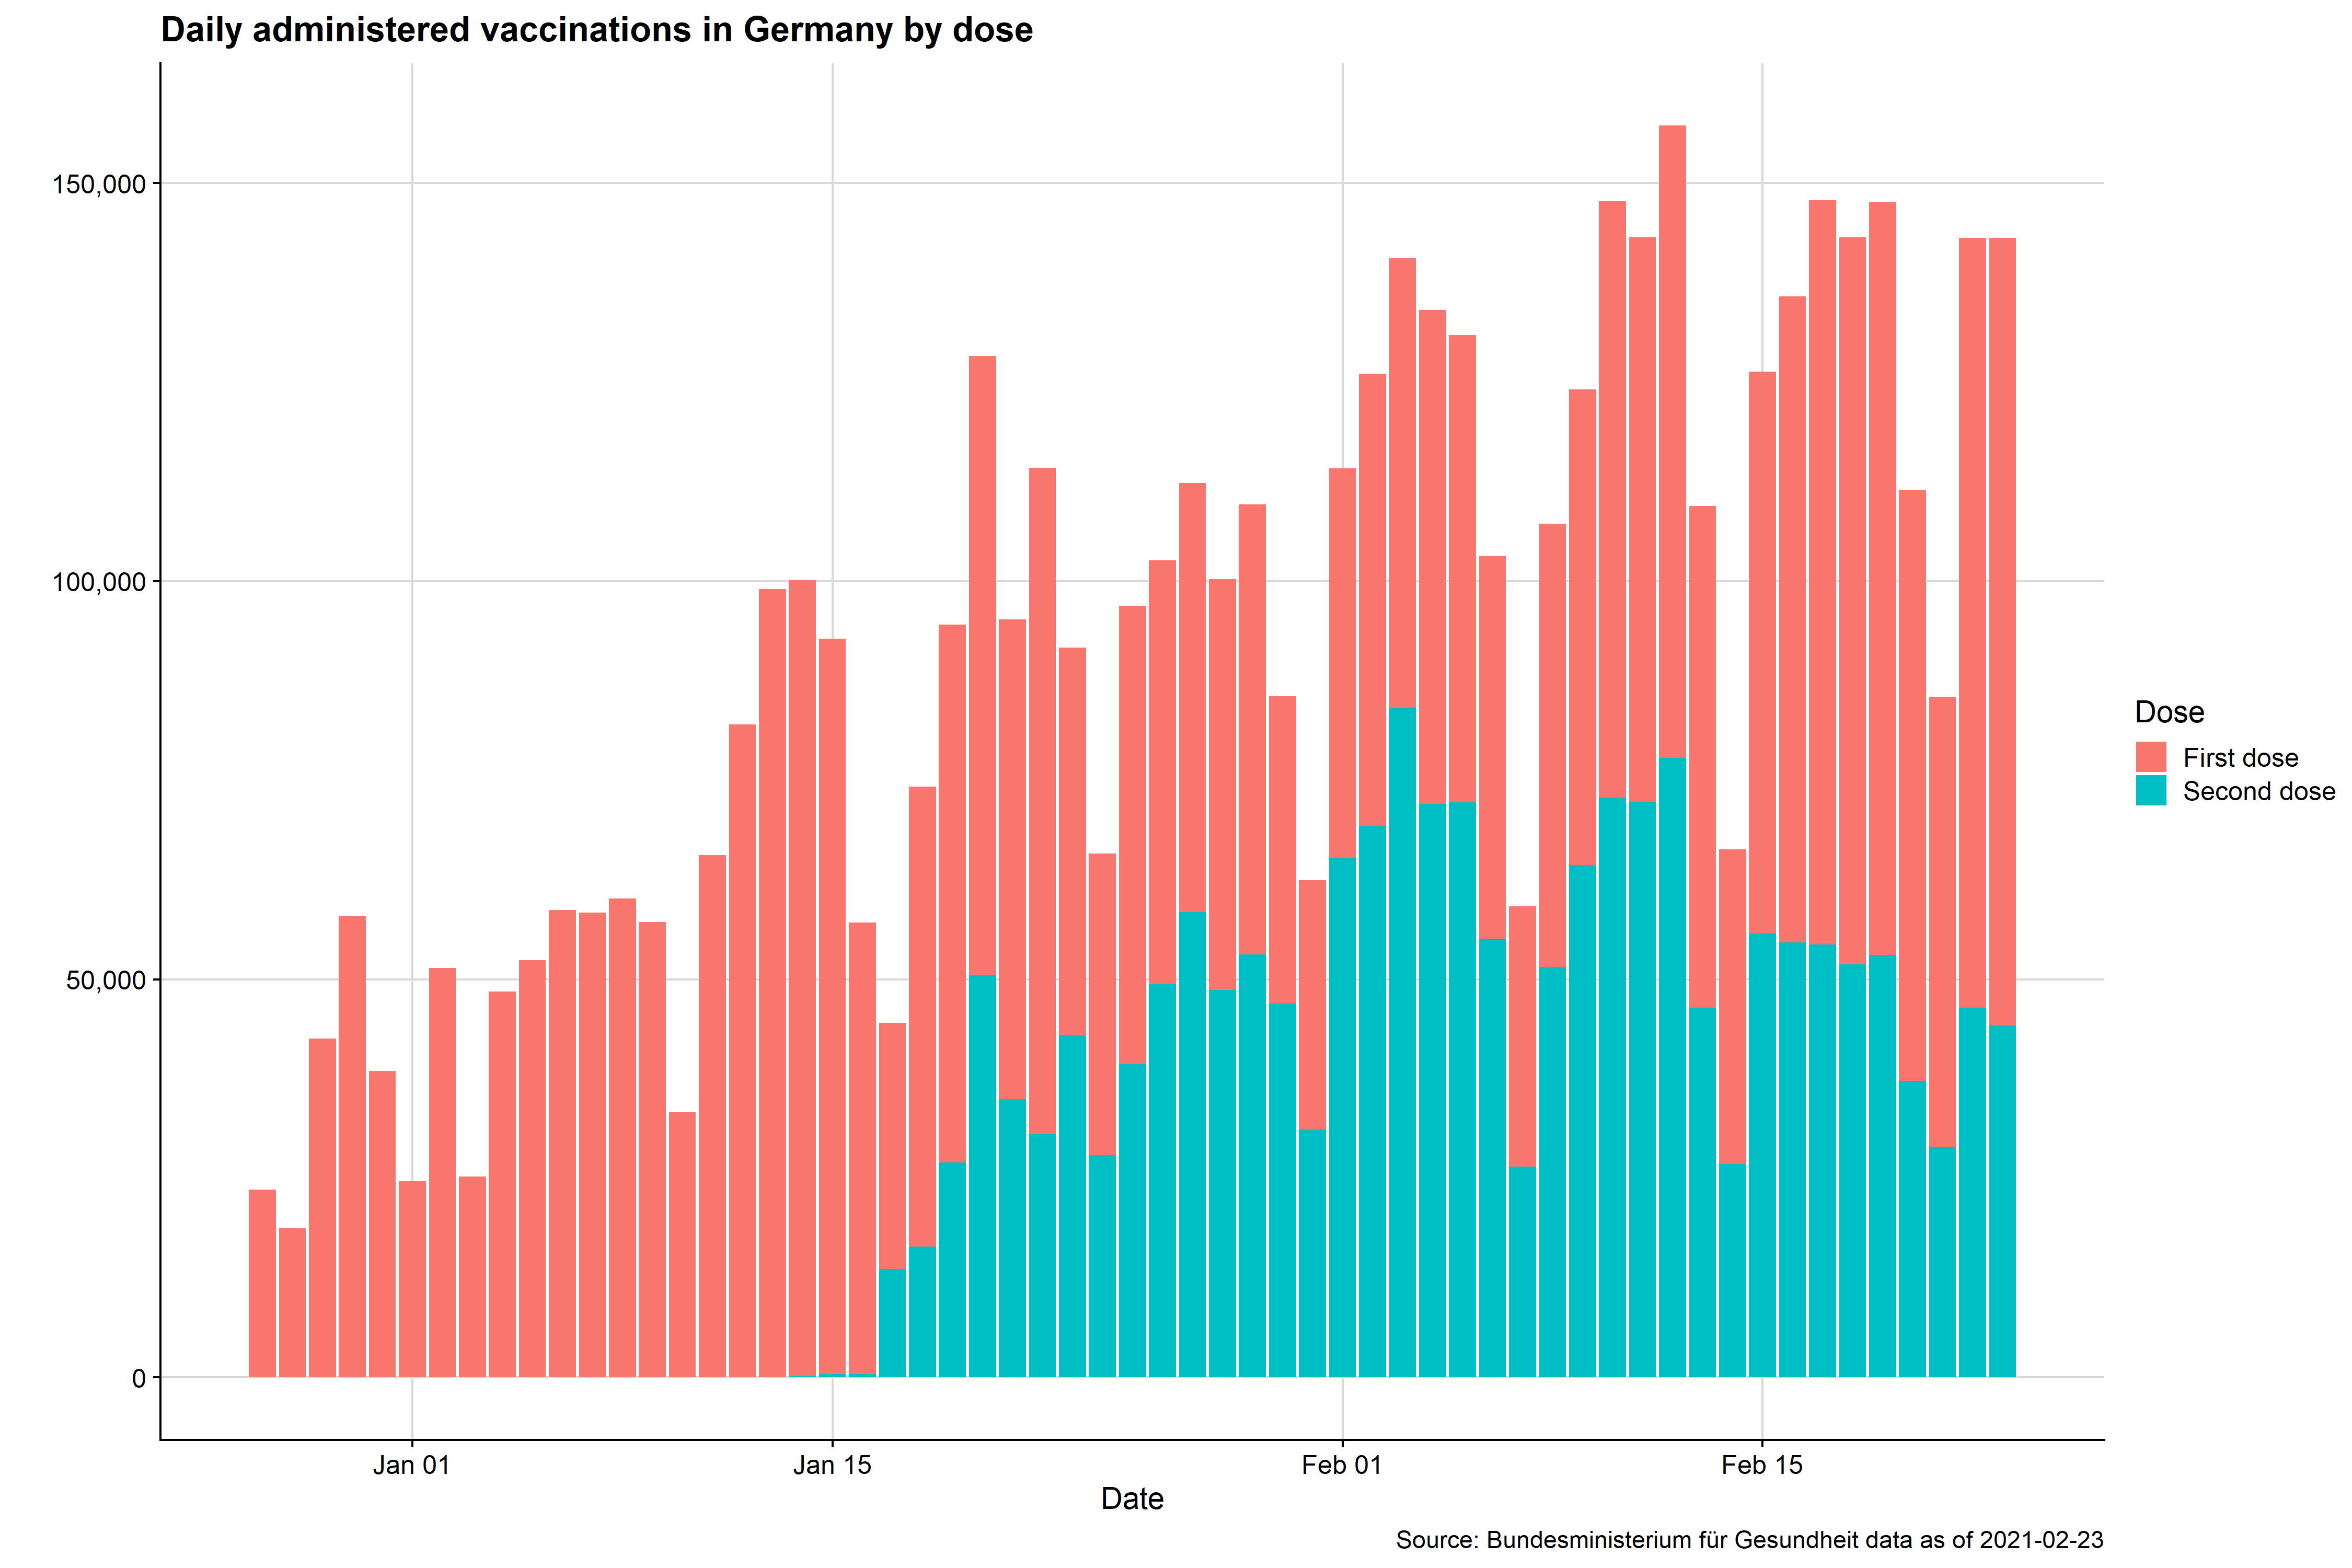 Daily administered vaccinations in Germany by dose
150,000
100,000
50,000
0
Jan 01
Jan 15
Feb 01
Feb 15
Date
Dose
First dose
Second dose
Source: Bundesministerium für Gesundheit data as of 2021-02-23